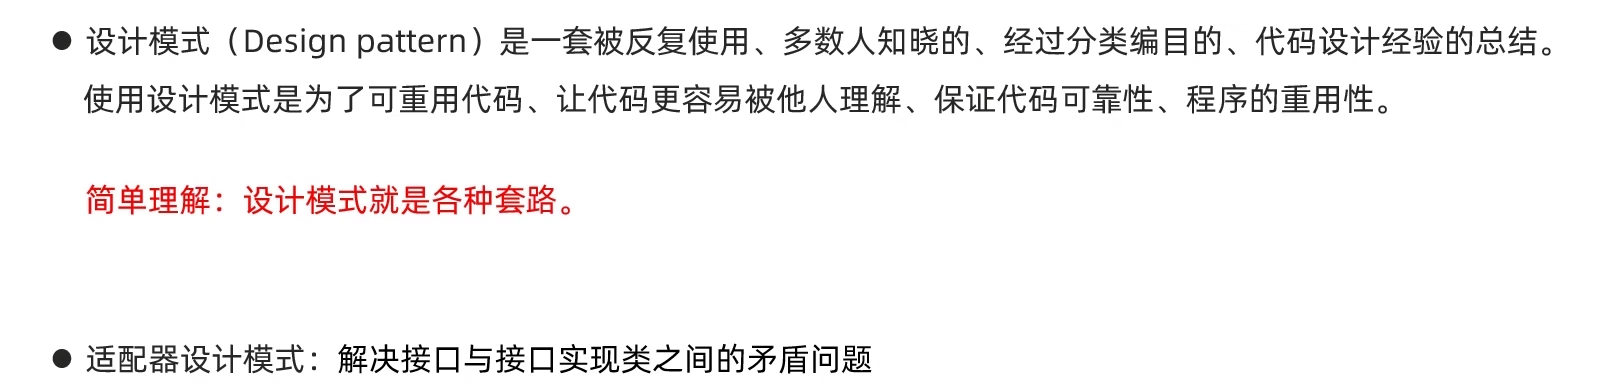 ● 设计模式（Design pattern）是一套被反复使用、多数人知晓的、经过分类编目的、代码设计经验的总结。
使用设计模式是为了可重用代码、让代码更容易被他人理解、保证代码可靠性、程序的重用性。
简单理解：设计模式就是各种套路。
● 适配器设计模式：解决接口与接口实现类之间的矛盾问题